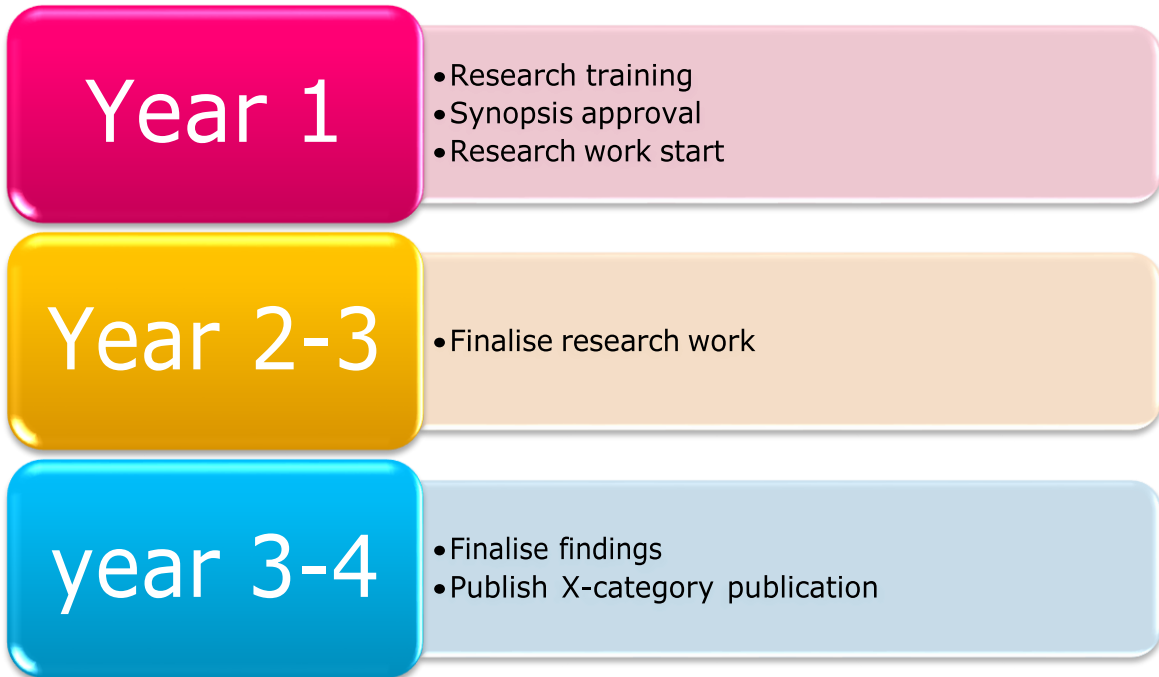 Year 1
•Research training
•Synopsis approval
•Research work start
Year 2-3
•Finalise research work
year 3-4
•Finalise findings
•Publish X-category publication